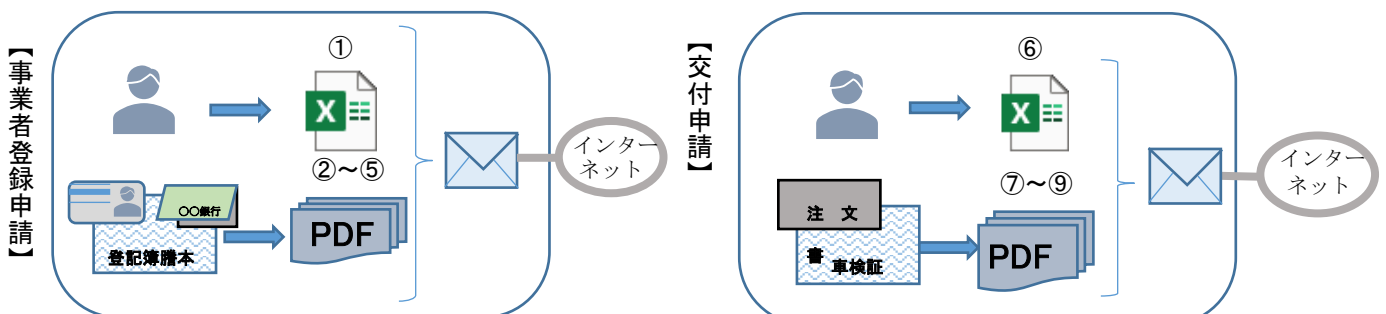 【事業者登録申請】
①
X
②～⑤
○○銀行
登記簿謄本
PDF
インター
ネット
【交付申請】
⑥
X
⑦～⑨
注 文
書
車検証
PDF
インター
ネット